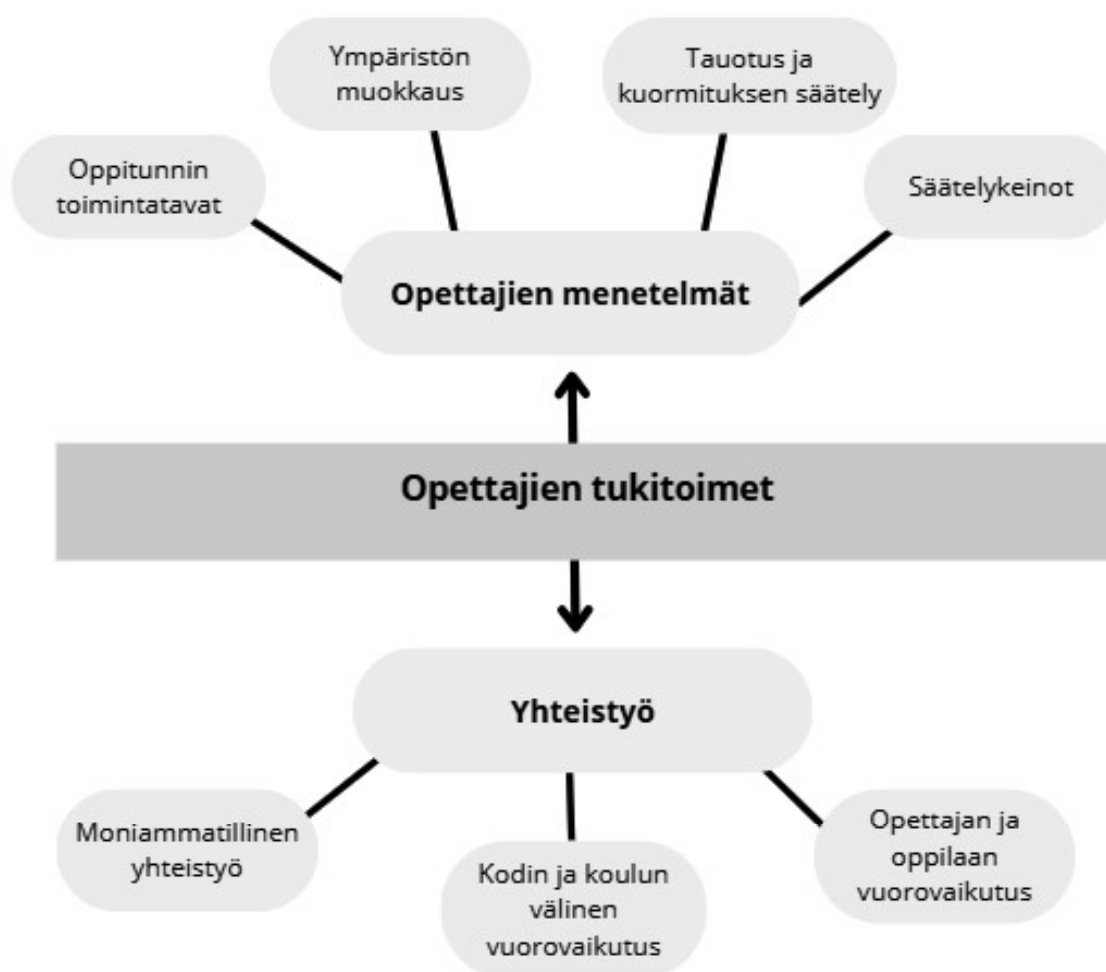 Ympäristön
muokkaus
Tauotus ja
kuormituksen säätely
Oppitunnin
toimintatavat
Säätelykeinot
Opettajien menetelmät
Opettajien tukitoimet
Yhteistyö
Moniammatillinen
yhteistyö
Kodin ja koulun
välinen
vuorovaikutus
Opettajan ja
oppilaan
vuorovaikutus